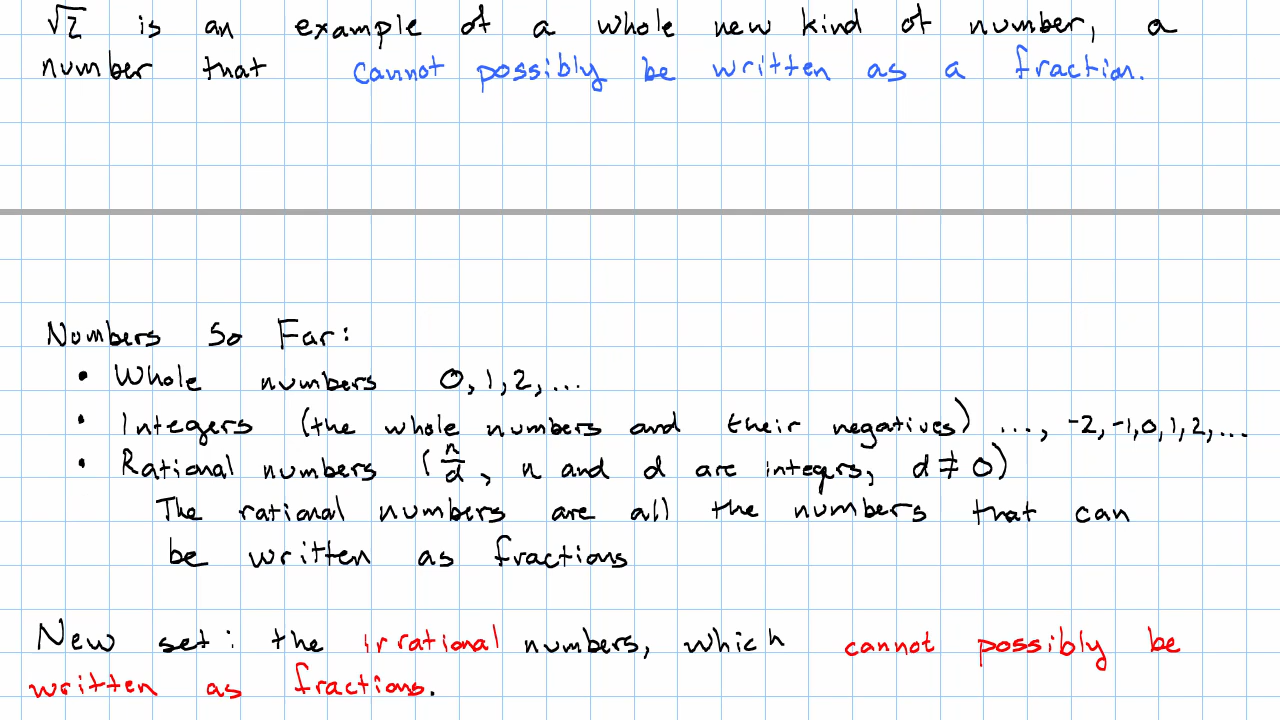 √2 is an example of a whole new kind of number, a
number that cannot possibly be written as a fraction.
Numbers So Far:
• Whole numbers 0, 1, 2, ...
• Integers (the whole numbers and their negatives) ..., -2, -1, 0, 1, 2, ...
• Rational numbers (n/d, n and d are integrs, d ≠ 0)
The rational numbers are all the numbers that can
be written as fractions
New set: the irrational numbers, which cannot possibly be
written as fractions.